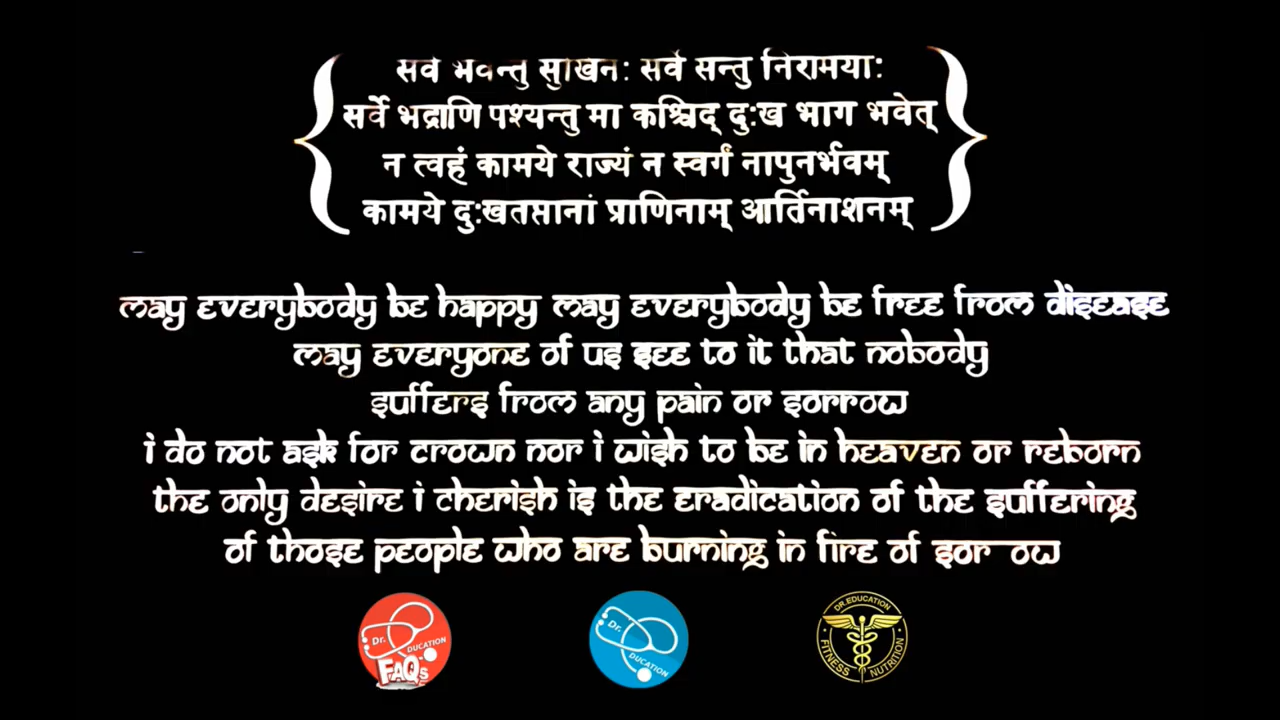 सर्वे भवन्तु सुखिन: सर्वे सन्तु निरामया:
सर्वे भद्राणि पश्यन्तु मा कश्चिद् दु:ख भाग भवेत्
न त्वहं कामये राज्यं न स्वर्गं नापुनर्भवम्
कामये दु:खतप्तानां प्राणिनाम् आर्तिनाशनम्
may everybody be happy may everybody be free from disease
may everyone of us see to it that nobody
suffers from any pain or sorrow
i do not ask for crown nor i wish to be in heaven or reborn
the only desire i cherish is the eradication of the suffering
of those people who are burning in fire of sor ow
Dr. EDUCATION FAQs
Dr. EDUCATION
DR.EDUCATION
FITNESS NUTRITION